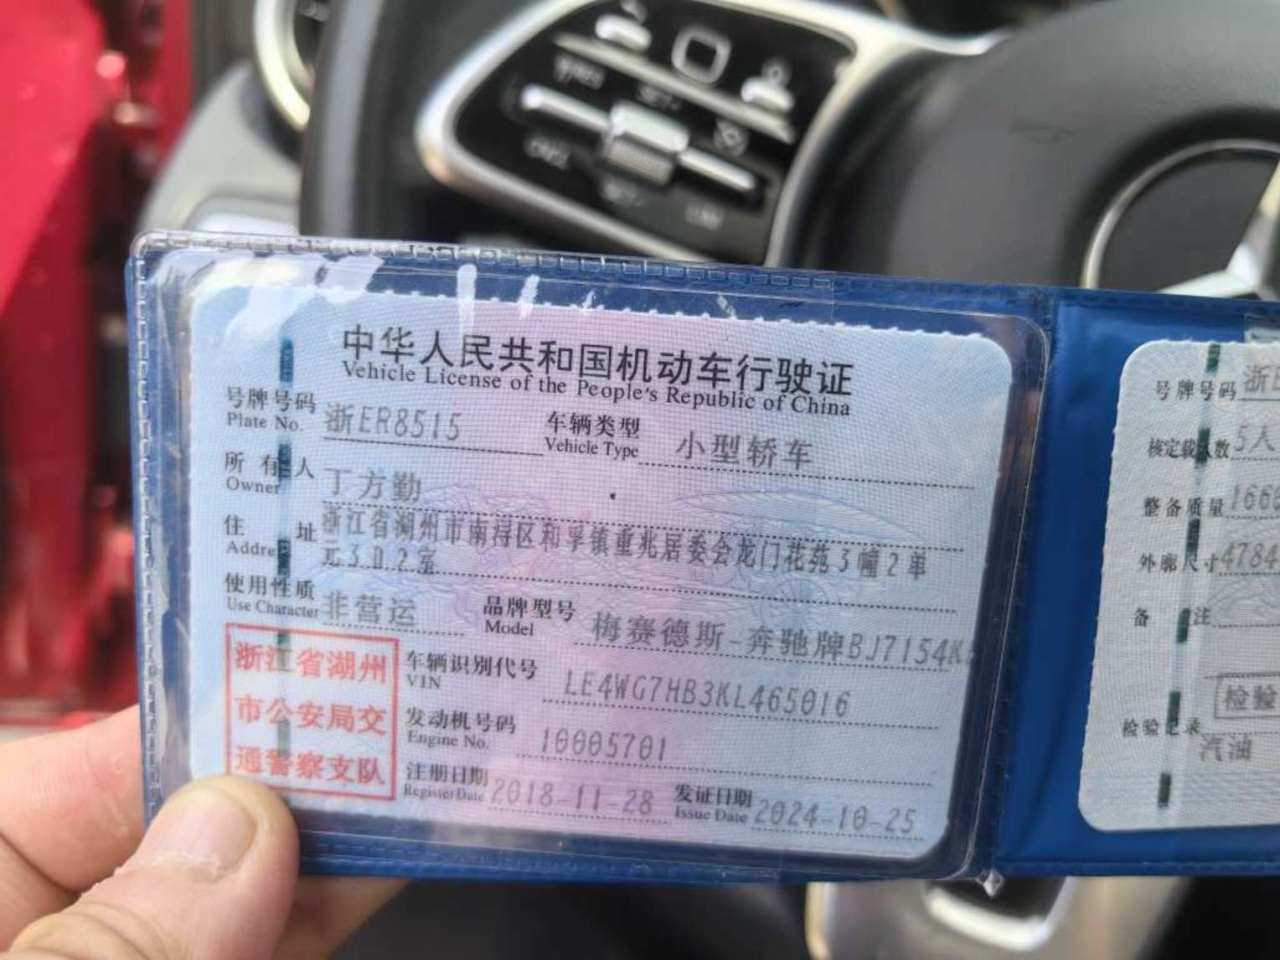 中华人民共和国机动车行驶证
Vehicle License of the People's Republic of China
号牌号码 浙ER8515 车辆类型 小型轿车
Plate No. Vehicle Type
所有人 丁方勤
Owner
住址 浙江省湖州市南浔区和孚镇重兆居委会龙门花苑3幢2单
Address 元302室
使用性质 非营运 品牌型号 梅赛德斯-奔驰牌BJ7154K
Use Character Model
浙江省湖州
市公安局交
通警察支队
车辆识别代号 LE4WG7HB3KL465016
VIN
发动机号码 10005701
Engine No.
注册日期 2018-11-28 发证日期 2024-10-25
Register Date Issue Date
号牌号码 浙
核定载人数 5人
整备质量 166
外廓尺寸 4784
备注
检验
检验记录
汽油
CNCL
SET-
LIM